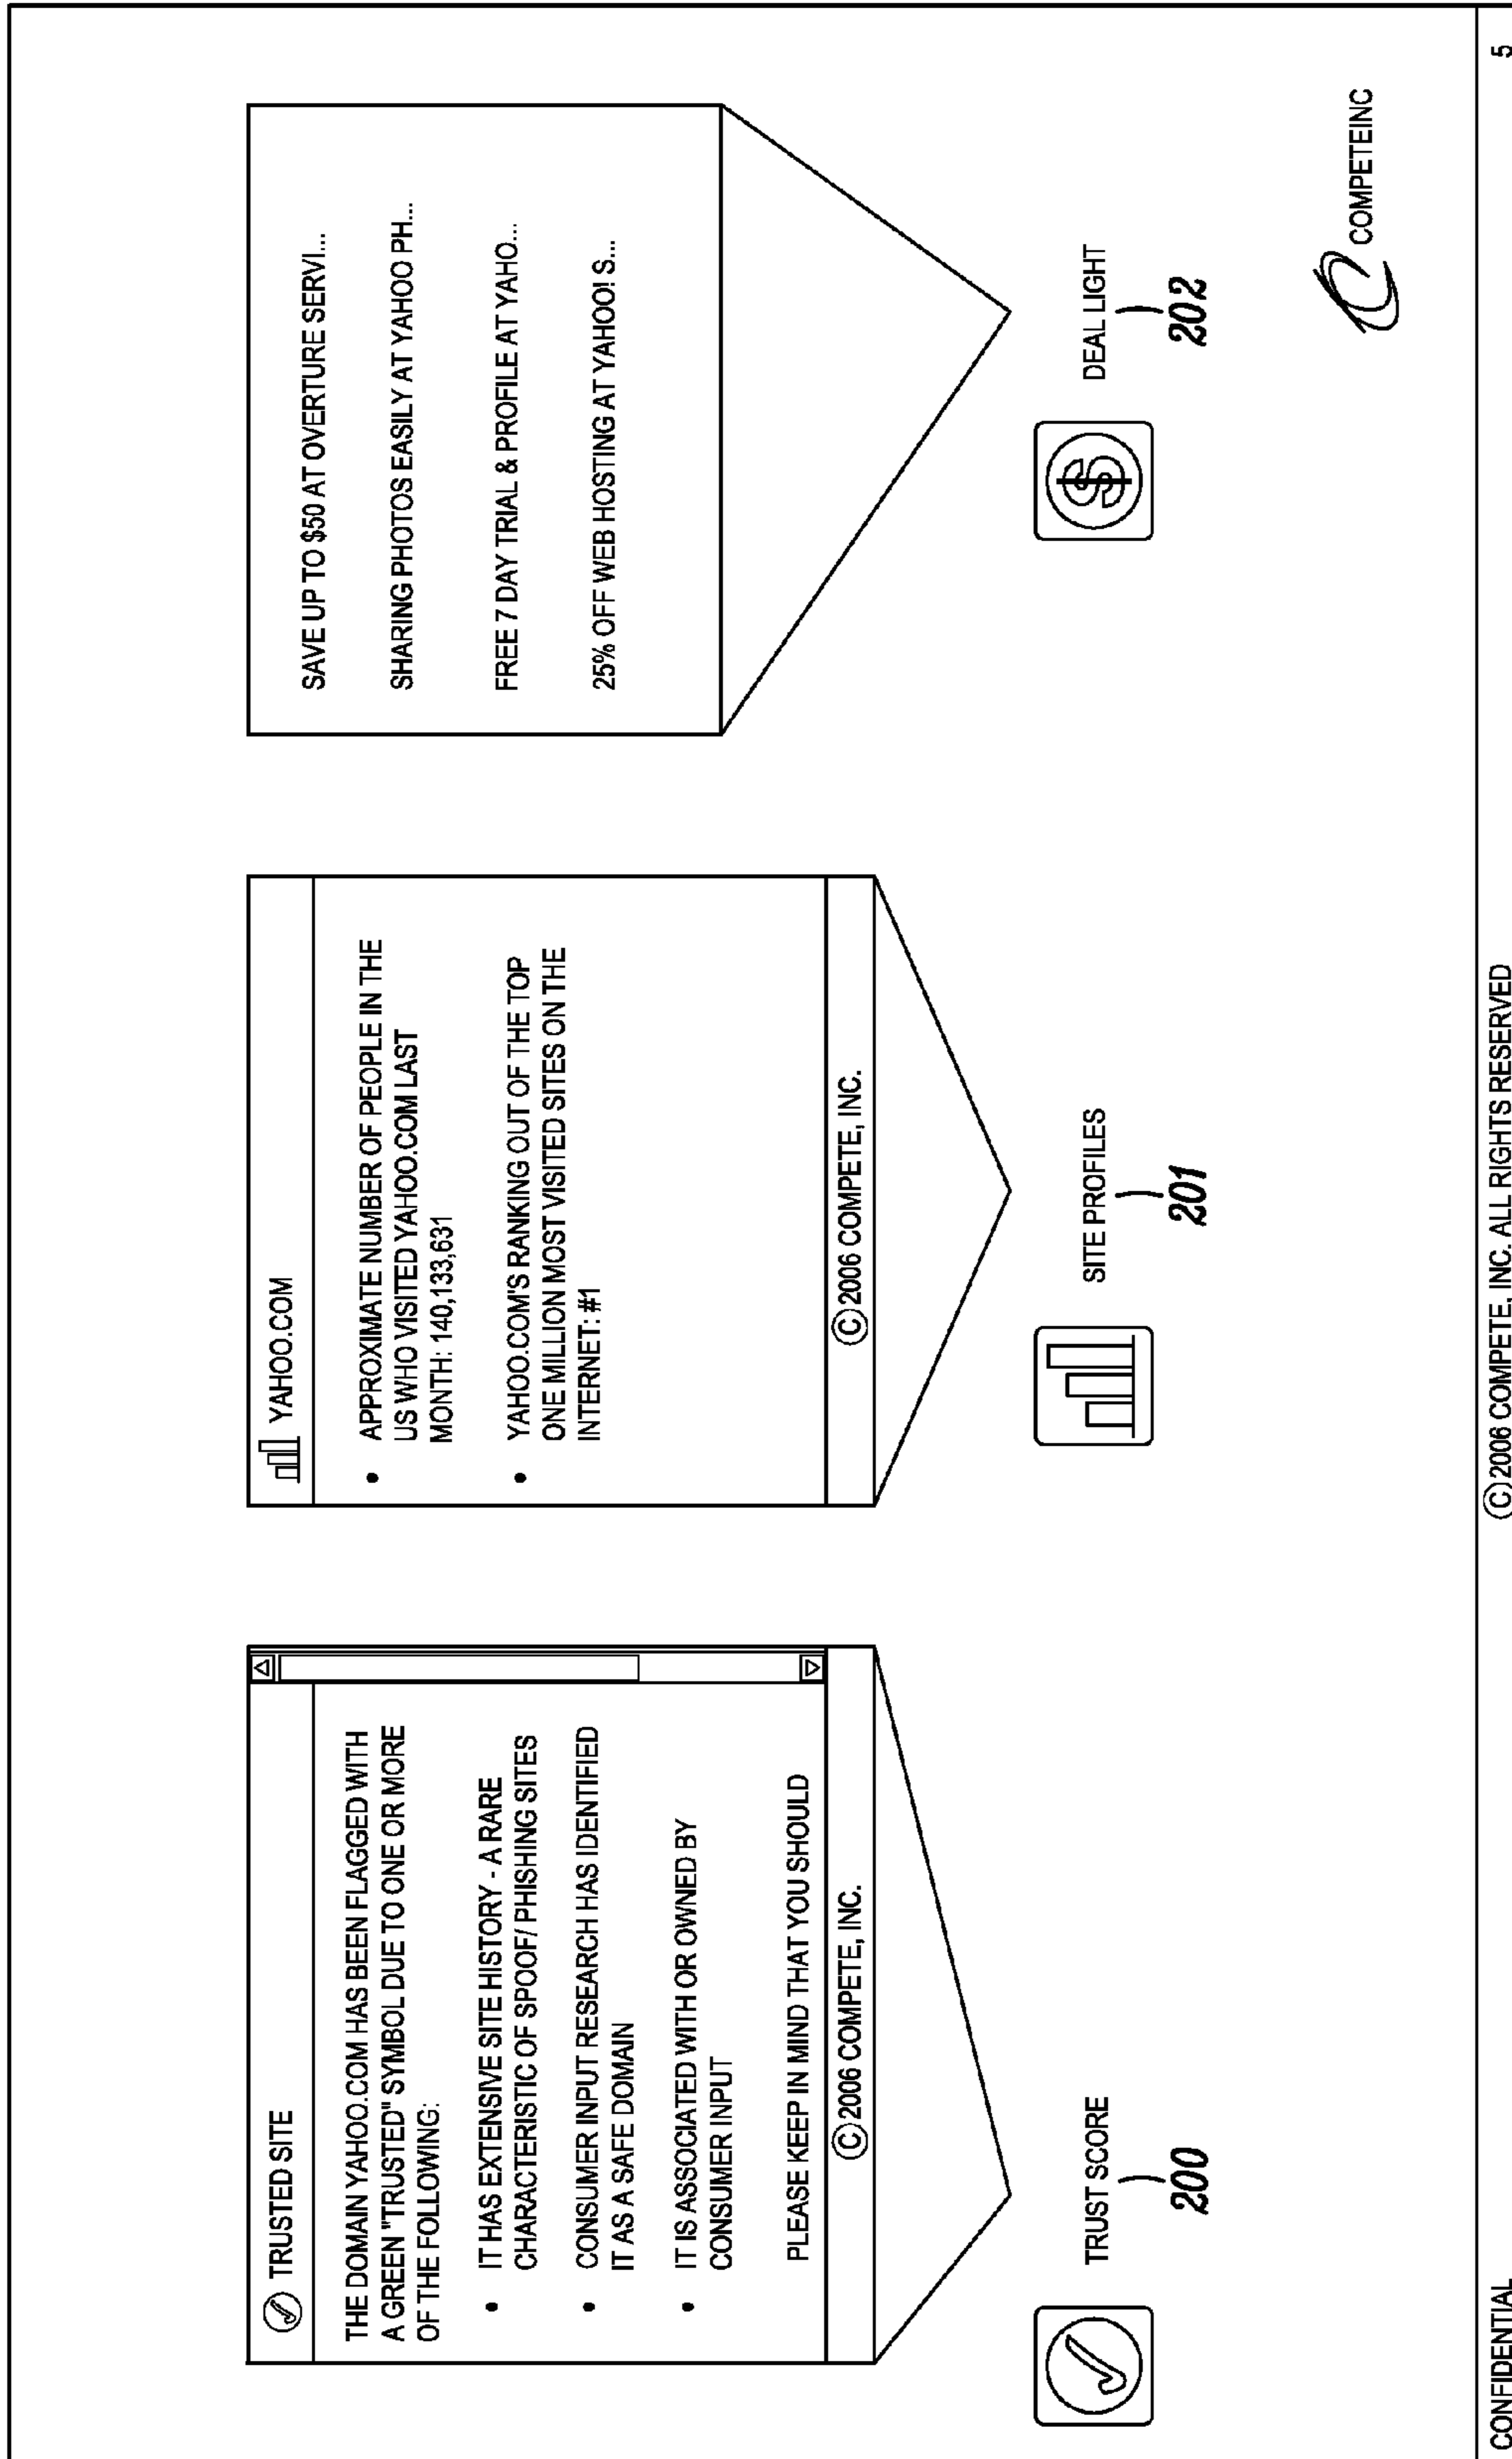 TRUSTED SITE
THE DOMAIN YAHOO.COM HAS BEEN FLAGGED WITH
A GREEN "TRUSTED" SYMBOL DUE TO ONE OR MORE
OF THE FOLLOWING:
• IT HAS EXTENSIVE SITE HISTORY - A RARE
CHARACTERISTIC OF SPOOF/ PHISHING SITES
• CONSUMER INPUT RESEARCH HAS IDENTIFIED
IT AS A SAFE DOMAIN
• IT IS ASSOCIATED WITH OR OWNED BY
CONSUMER INPUT
PLEASE KEEP IN MIND THAT YOU SHOULD
© 2006 COMPETE, INC.
TRUST SCORE
200
YAHOO.COM
• APPROXIMATE NUMBER OF PEOPLE IN THE
US WHO VISITED YAHOO.COM LAST
MONTH: 140,133,631
• YAHOO.COM'S RANKING OUT OF THE TOP
ONE MILLION MOST VISITED SITES ON THE
INTERNET: #1
© 2006 COMPETE, INC.
SITE PROFILES
201
SAVE UP TO $50 AT OVERTURE SERVI...
SHARING PHOTOS EASILY AT YAHOO PH...
FREE 7 DAY TRIAL & PROFILE AT YAHO...
25% OFF WEB HOSTING AT YAHOO! S...
$
DEAL LIGHT
202
COMPETEINC
CONFIDENTIAL
© 2006 COMPETE, INC. ALL RIGHTS RESERVED
5